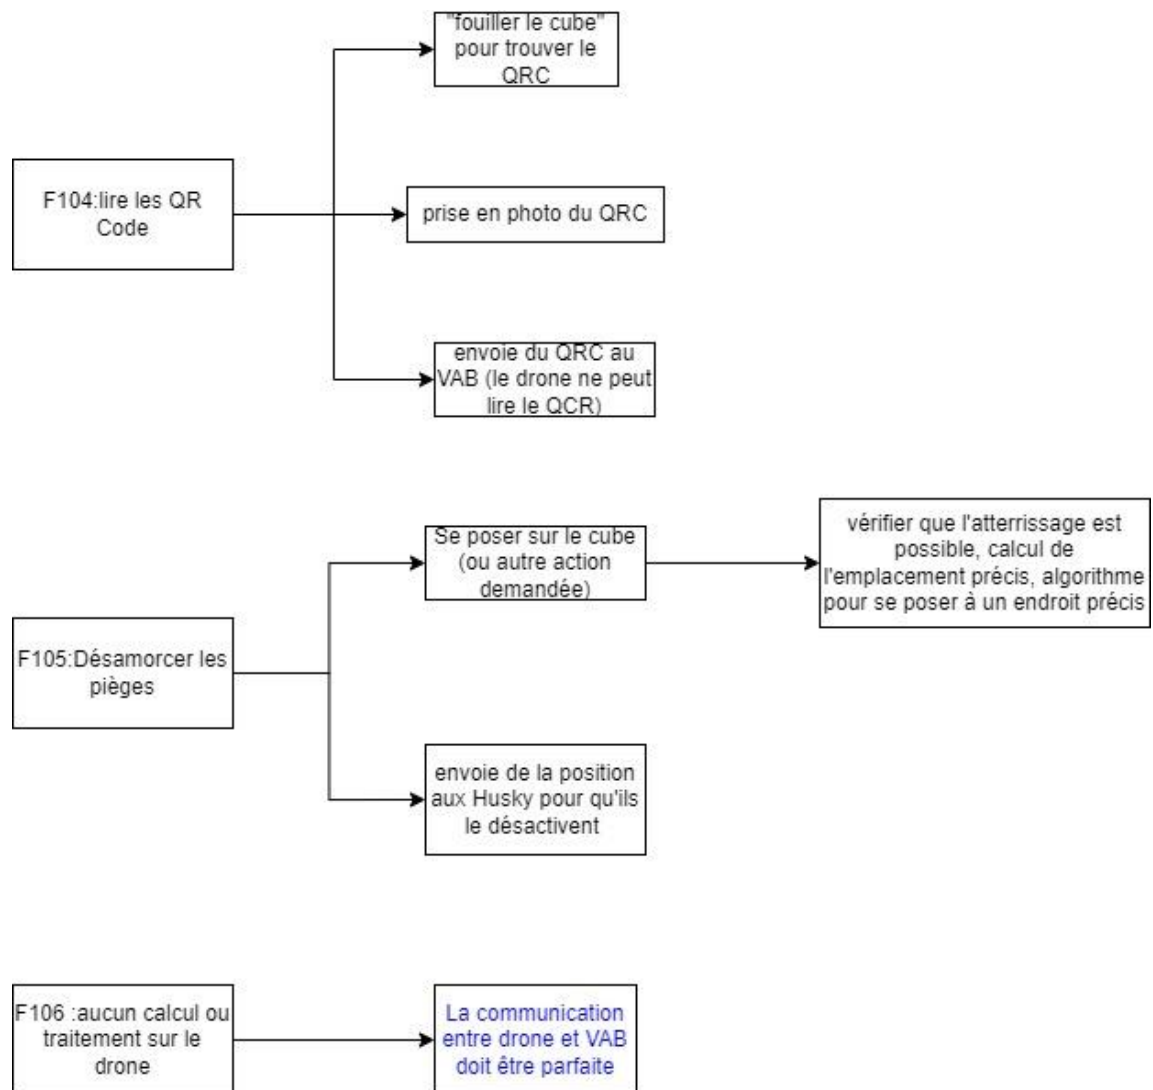 "fouiller le cube"
pour trouver le
QRC
F104:lire les QR
Code
prise en photo du QRC
envoie du QRC au
VAB (le drone ne peut
lire le QCR)
Se poser sur le cube
(ou autre action
demandée)
vérifier que l'atterrissage est
possible, calcul de
l'emplacement précis, algorithme
pour se poser à un endroit précis
F105:Désamorcer les
pièges
envoie de la position
aux Husky pour qu'ils
le désactivent
F106 :aucun calcul ou
traitement sur le
drone
La communication
entre drone et VAB
doit être parfaite